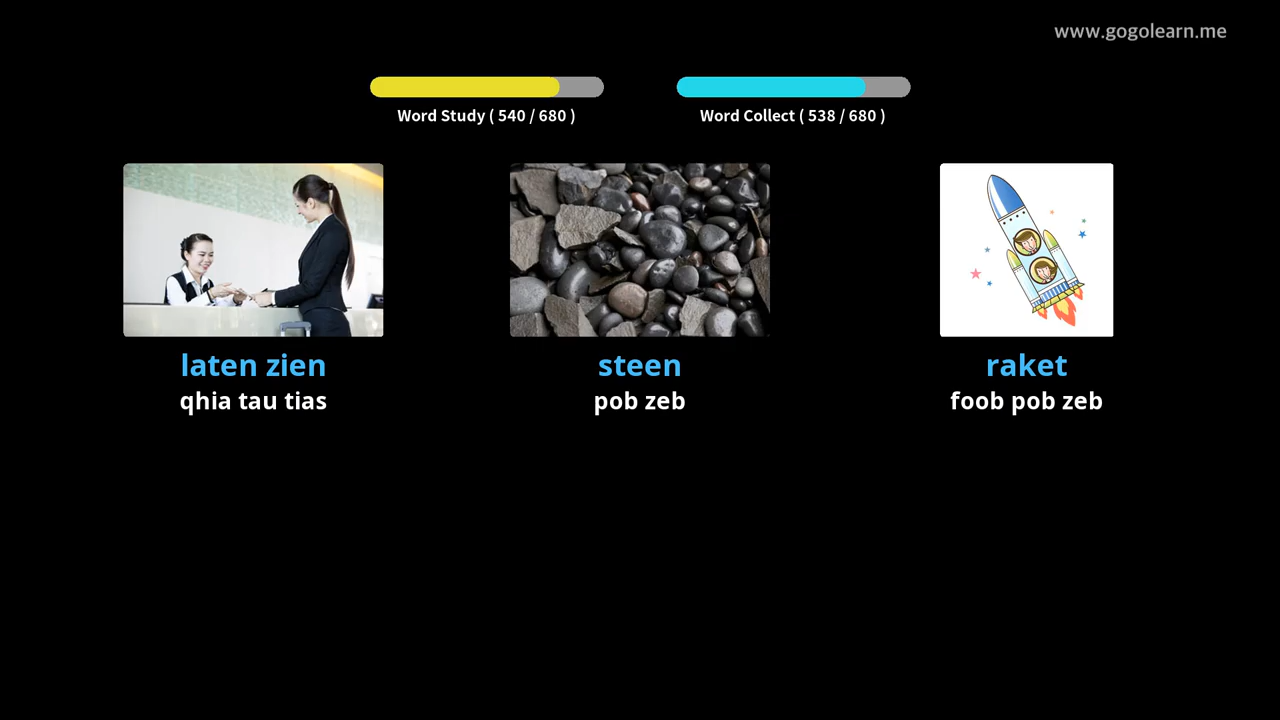 www.gogolearn.me
Word Study ( 540 / 680 )
Word Collect ( 538 / 680 )
laten zien
qhia tau tias
steen
pob zeb
raket
foob pob zeb